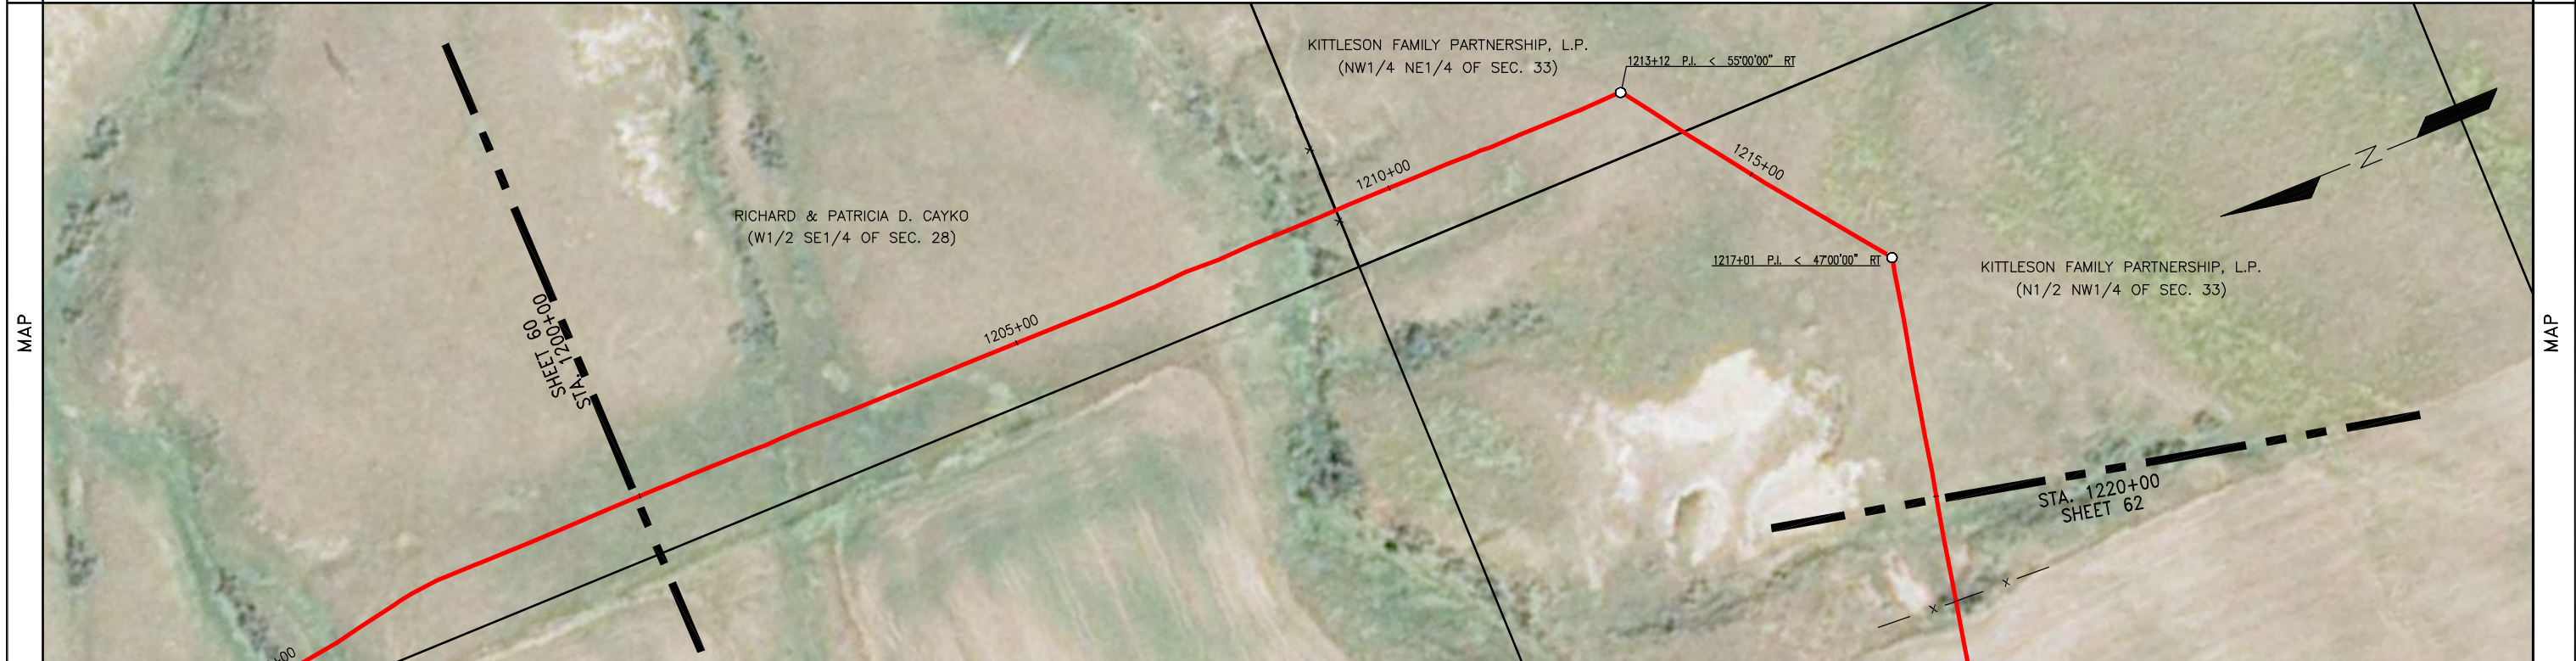 KITTLESON FAMILY PARTNERSHIP, L.P.
(NW1/4 NE1/4 OF SEC. 33)
1213+12 P.I. < 55°00'00" RT
N
1215+00
1210+00
RICHARD & PATRICIA D. CAYKO
(W1/2 SE1/4 OF SEC. 28)
1217+01 P.I. < 47°00'00" RT
KITTLESON FAMILY PARTNERSHIP, L.P.
(N1/2 NW1/4 OF SEC. 33)
MAP
SHEET 60
STA. 1200+00
1205+00
MAP
STA. 1220+00
SHEET 62
+00